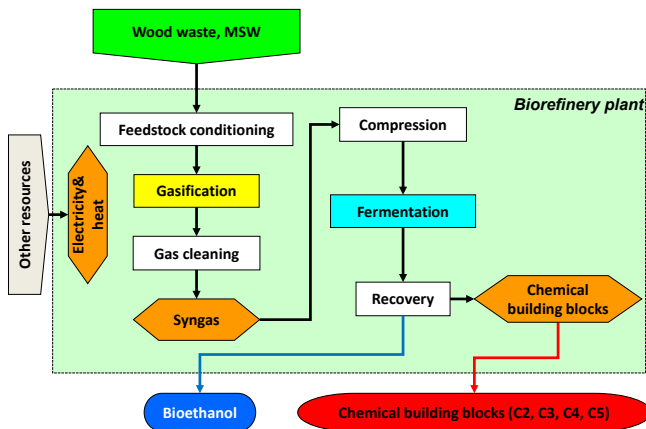 Wood waste, MSW
Biorefinery plant
Feedstock conditioning
Compression
Other resources
Electricity&
heat
Gasification
Fermentation
Gas cleaning
Syngas
Recovery
Chemical
building blocks
Bioethanol
Chemical building blocks (C2, C3, C4, C5)